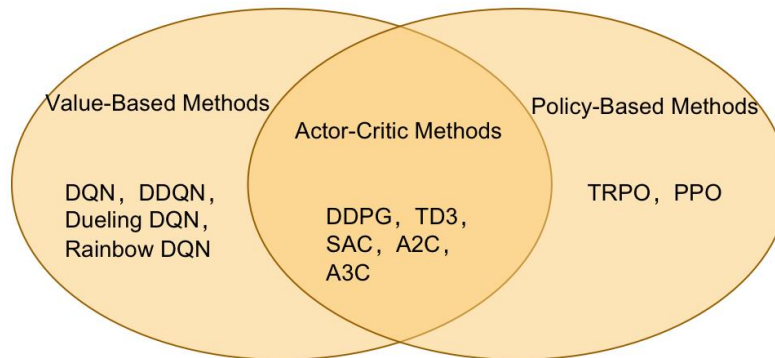 Value-Based Methods
DQN，DDQN，
Dueling DQN，
Rainbow DQN
Actor-Critic Methods
DDPG，TD3，
SAC，A2C，
A3C
Policy-Based Methods
TRPO，PPO